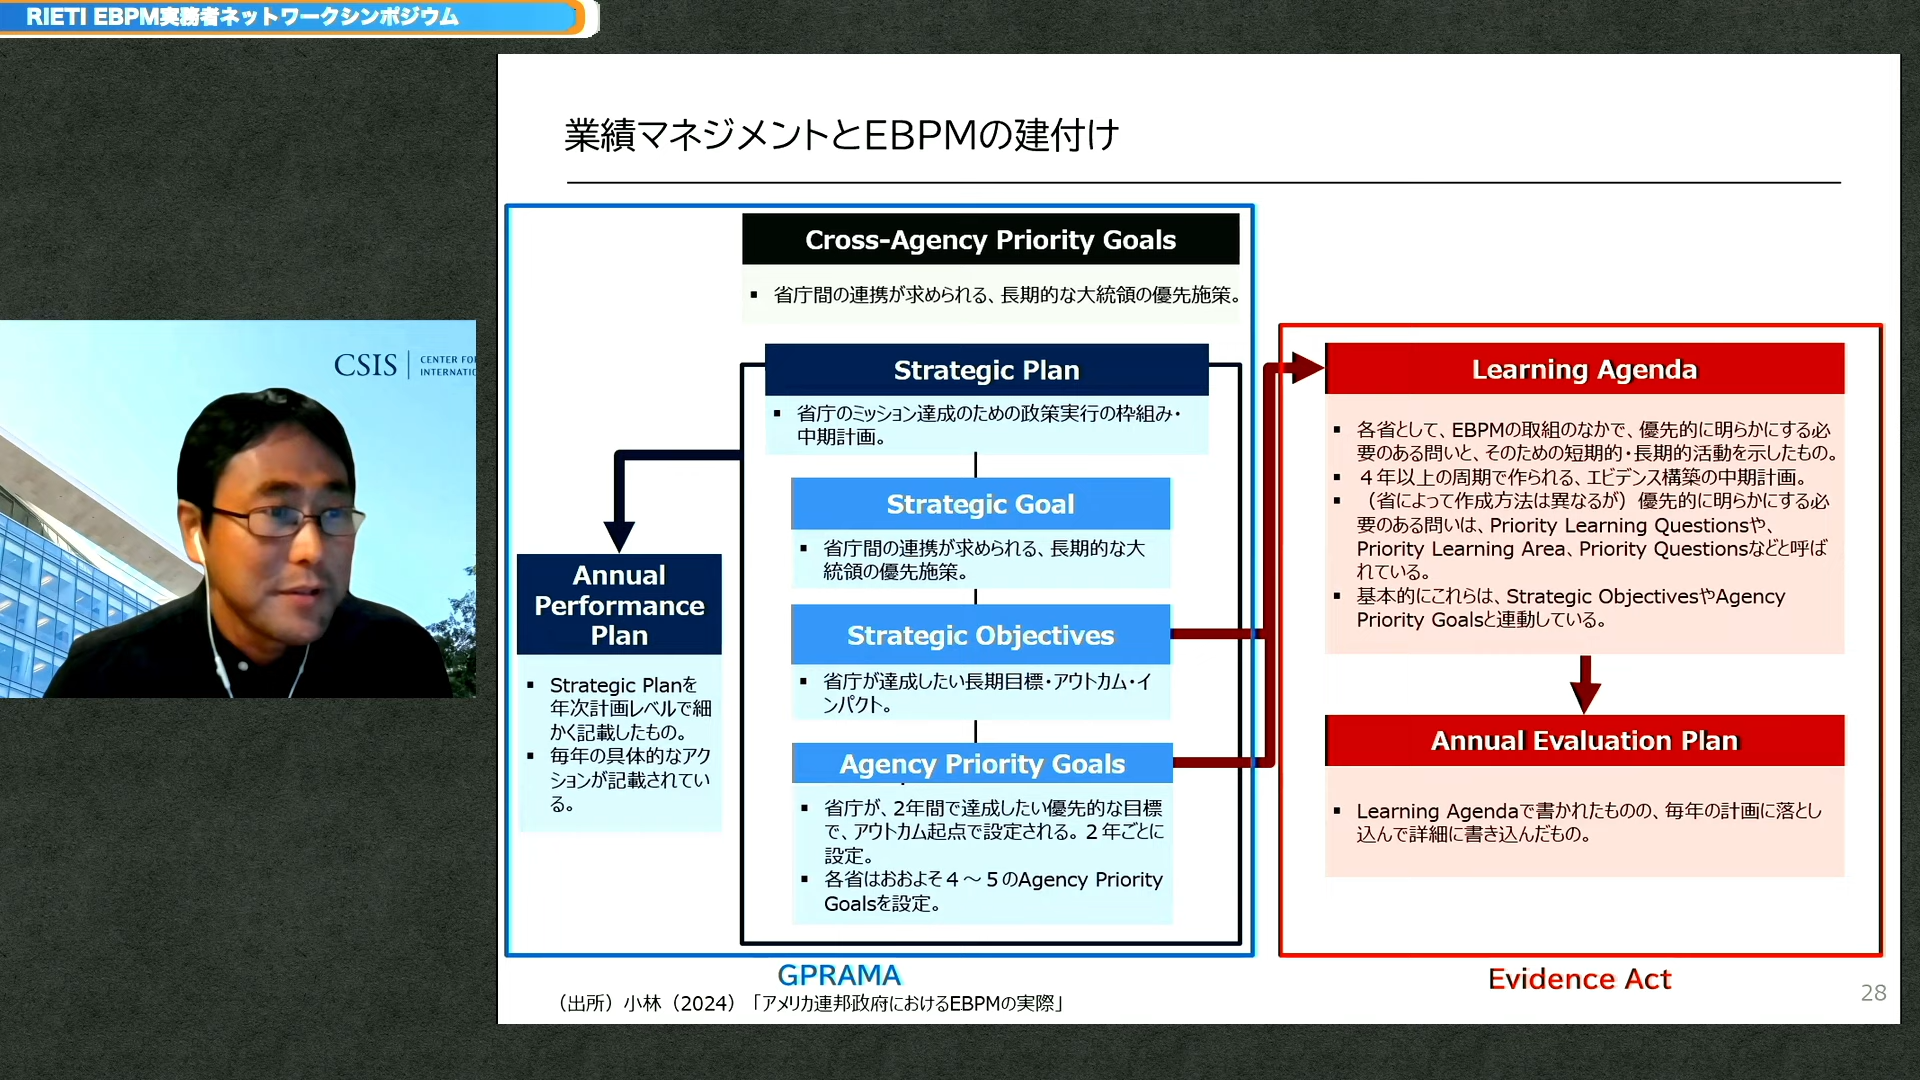 RIETI EBPM実務者ネットワークシンポジウム
CSIS
CENTER FO
INTERNATIO
業績マネジメントとEBPMの建付け
Cross-Agency Priority Goals
▪ 省庁間の連携が求められる、長期的な大統領の優先施策。
Strategic Plan
▪ 省庁のミッション達成のための政策実行の枠組み・
中期計画。
Strategic Goal
▪ 省庁間の連携が求められる、長期的な大
統領の優先施策。
Strategic Objectives
▪ 省庁が達成したい長期目標・アウトカム・イ
ンパクト。
Agency Priority Goals
▪ 省庁が、2年間で達成したい優先的な目標
で、アウトカム起点で設定される。２年ごとに
設定。
▪ 各省はおおよそ４～５のAgency Priority
Goalsを設定。
Annual
Performance
Plan
▪ Strategic Planを
年次計画レベルで細
かく記載したもの。
▪ 毎年の具体的なアク
ションが記載されてい
る。
Learning Agenda
▪ 各省として、EBPMの取組のなかで、優先的に明らかにする必
要のある問いと、そのための短期的・長期的活動を示したもの。
▪ ４年以上の周期で作られる、エビデンス構築の中期計画。
▪ （省によって作成方法は異なるが）優先的に明らかにする必
要のある問いは、Priority Learning Questionsや、
Priority Learning Area、Priority Questionsなどと呼ば
れている。
▪ 基本的にこれらは、Strategic ObjectivesやAgency
Priority Goalsと連動している。
Annual Evaluation Plan
▪ Learning Agendaで書かれたものの、毎年の計画に落とし
込んで詳細に書き込んだもの。
GPRAMA
Evidence Act
（出所）小林（2024）「アメリカ連邦政府におけるEBPMの実際」
28